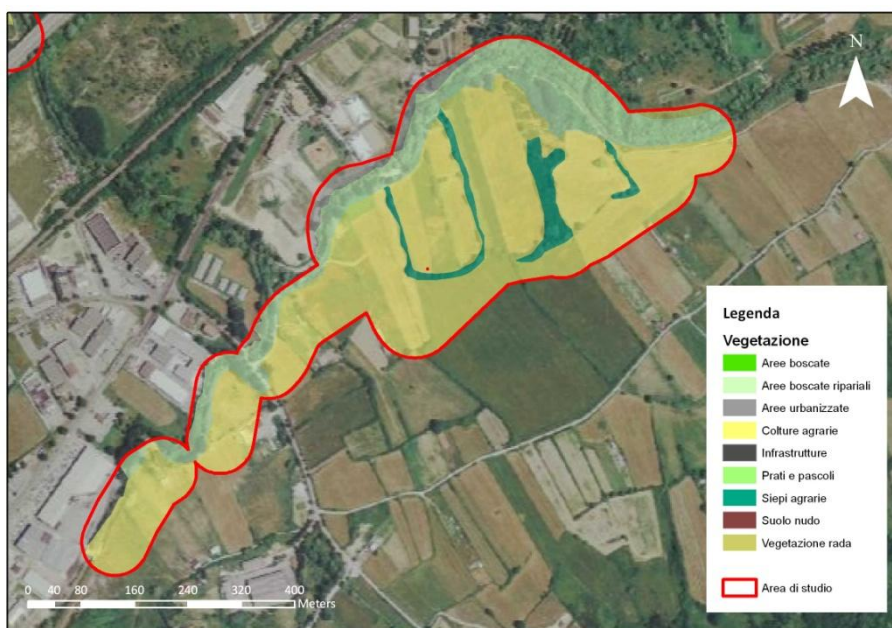 N
Legenda
Vegetazione
Aree boscate
Aree boscate ripariali
Aree urbanizzate
Colture agrarie
Infrastrutture
Prati e pascoli
Siepi agrarie
Suolo nudo
Vegetazione rada
Area di studio
0 40 80 160 240 320 400
Meters